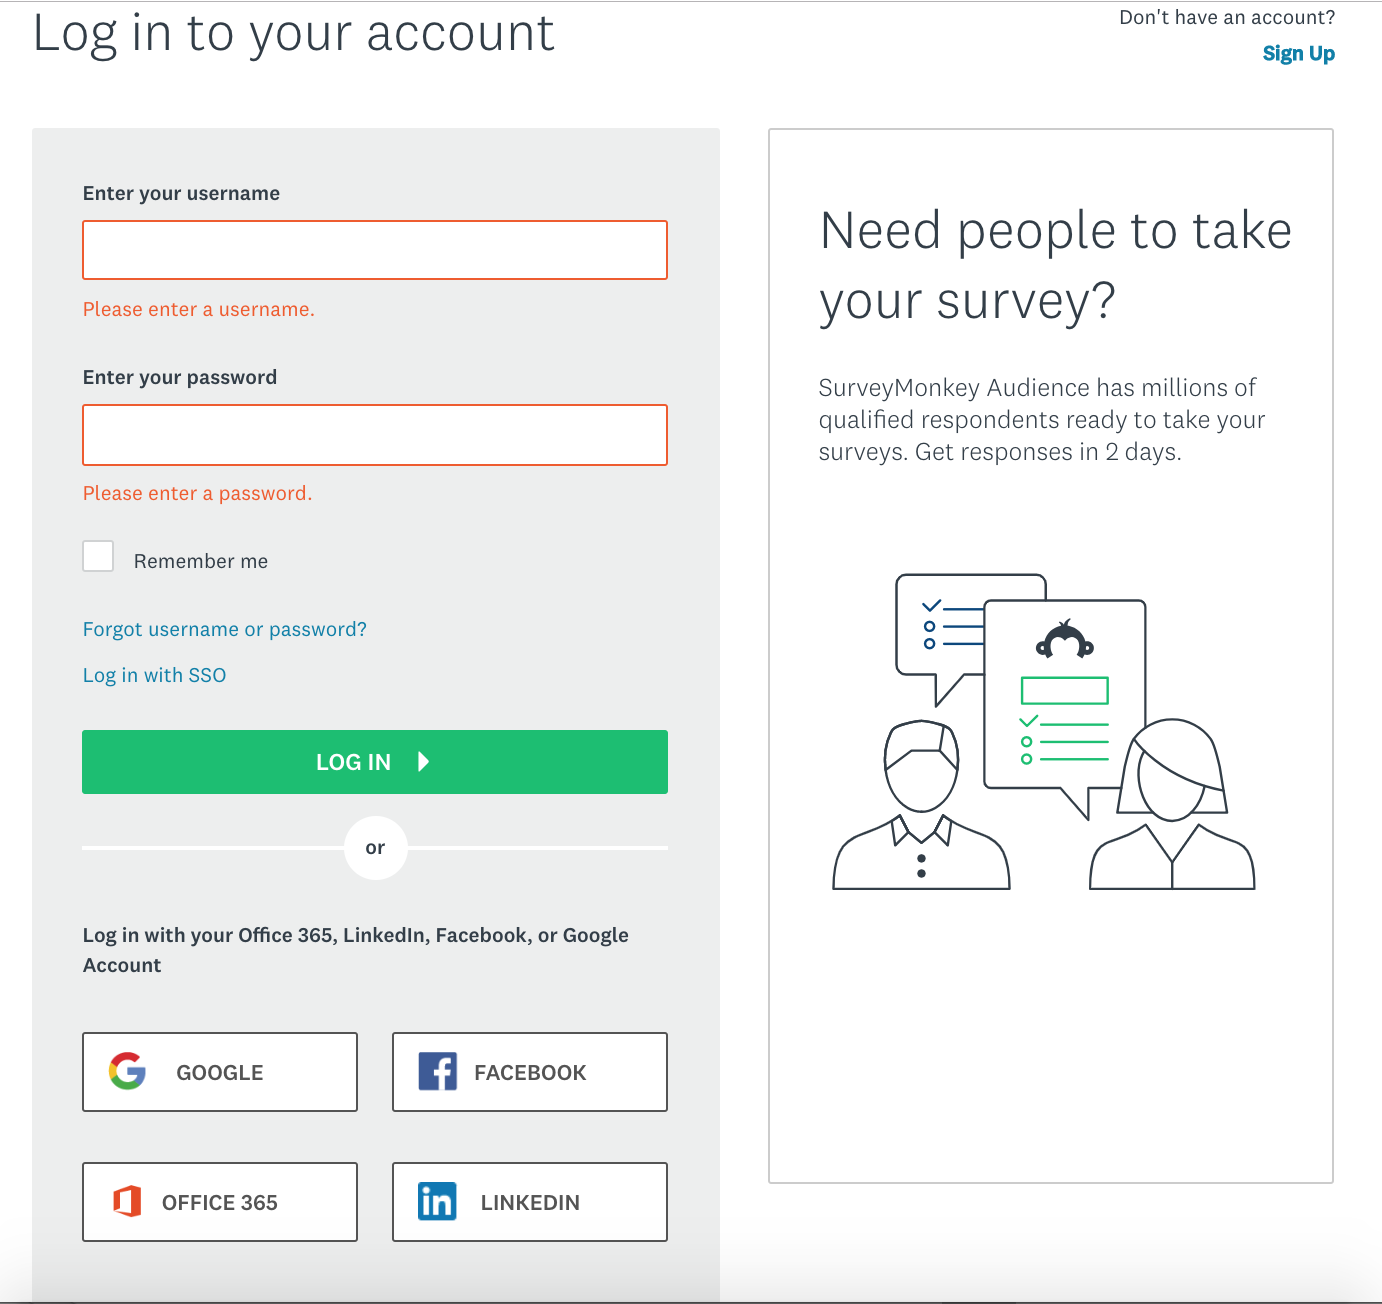 Log in to your account
Don't have an account?
Sign Up
Enter your username
Please enter a username.
Enter your password
Please enter a password.
Remember me
Forgot username or password?
Log in with SSO
LOG IN
or
Log in with your Office 365, LinkedIn, Facebook, or Google
Account
GOOGLE
FACEBOOK
OFFICE 365
in
LINKEDIN
Need people to take
your survey?
SurveyMonkey Audience has millions of
qualified respondents ready to take your
surveys. Get responses in 2 days.